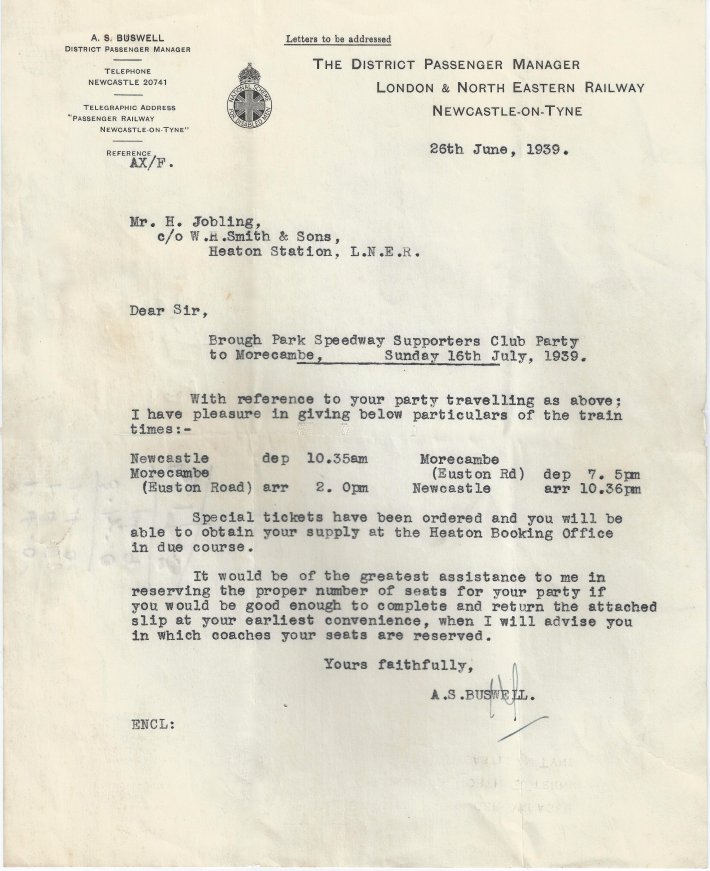 A. S. BUSWELL
DISTRICT PASSENGER MANAGER
TELEPHONE
NEWCASTLE 20741
TELEGRAPHIC ADDRESS
"PASSENGER RAILWAY
NEWCASTLE-ON-TYNE"
REFERENCE
AX/F.
Letters to be addressed
THE DISTRICT PASSENGER MANAGER
LONDON & NORTH EASTERN RAILWAY
NEWCASTLE-ON-TYNE
NATIONAL SCHEME
FOR DISABLED MEN
26th June, 1939.
Mr. H. Jobling,
c/o W.H.Smith & Sons,
Heaton Station, L.N.E.R.
Dear Sir,
Brough Park Speedway Supporters Club Party
to Morecambe, Sunday 16th July, 1939.
With reference to your party travelling as above;
I have pleasure in giving below particulars of the train
times:-
Newcastle dep 10.35am Morecambe
Morecambe (Euston Rd) dep 7. 5pm
(Euston Road) arr 2. 0pm Newcastle arr 10.36pm
Special tickets have been ordered and you will be
able to obtain your supply at the Heaton Booking Office
in due course.
It would be of the greatest assistance to me in
reserving the proper number of seats for your party if
you would be good enough to complete and return the attached
slip at your earliest convenience, when I will advise you
in which coaches your seats are reserved.
Yours faithfully,
A.S.BUSWELL.
ENCL: